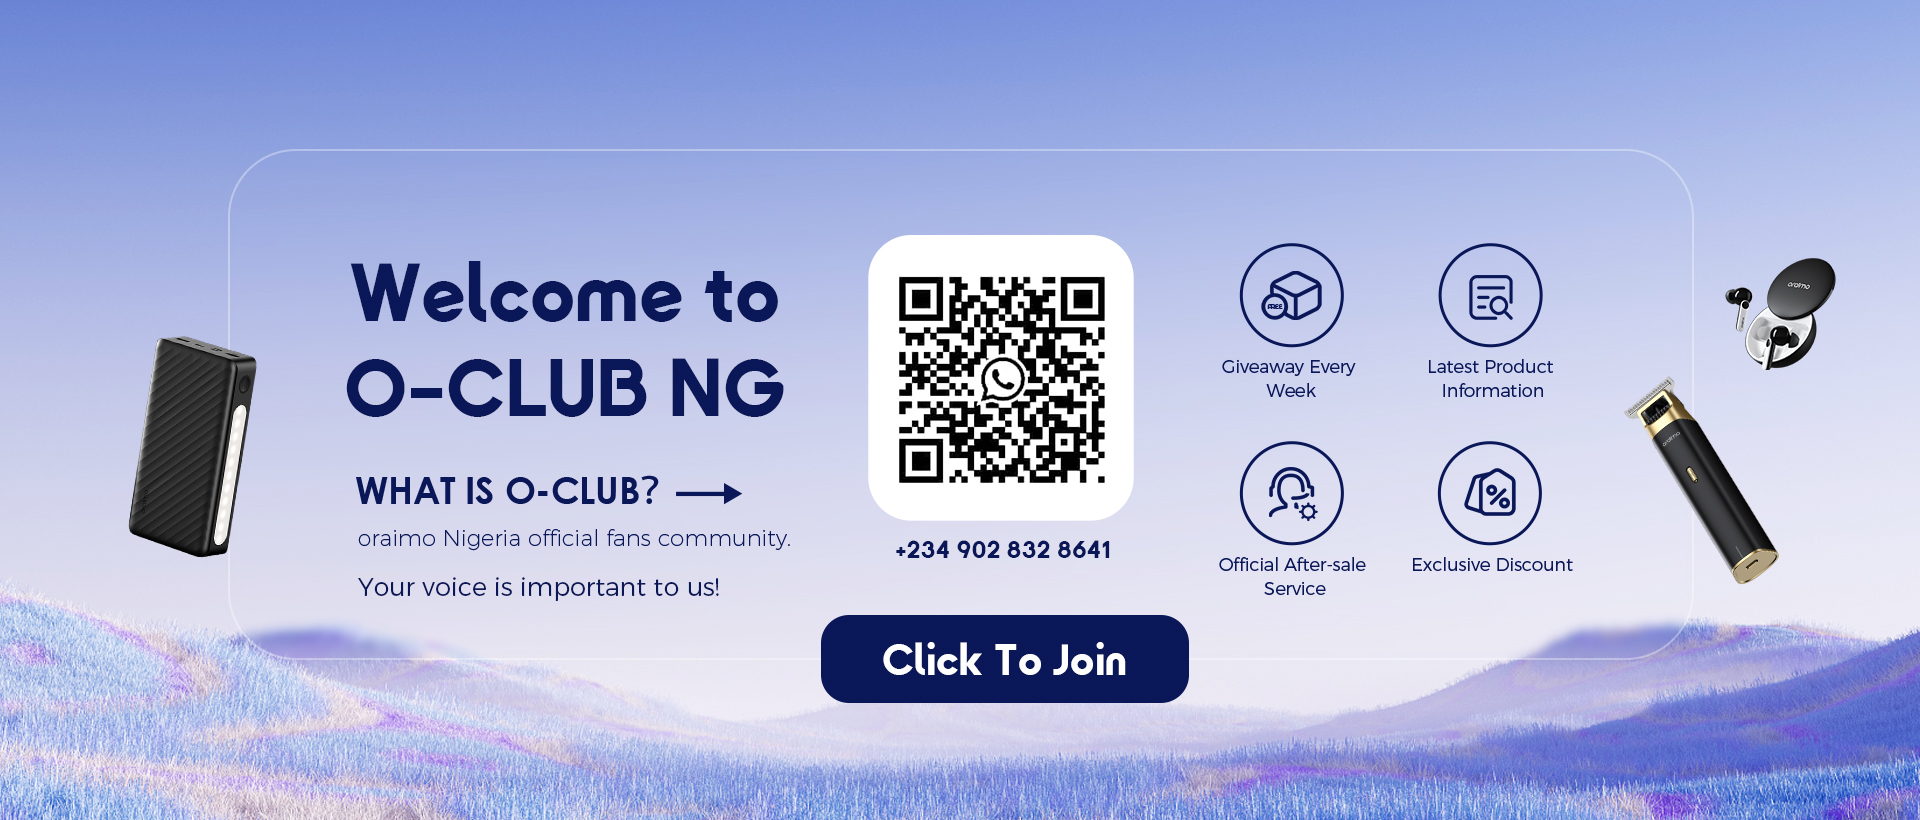 Welcome to
O-CLUB NG
WHAT IS O-CLUB?
oraimo Nigeria official fans community.
Your voice is important to us!
+234 902 832 8641
Click To Join
FREE
Giveaway Every
Week
Latest Product
Information
Official After-sale
Service
Exclusive Discount
oraimo
oraimo